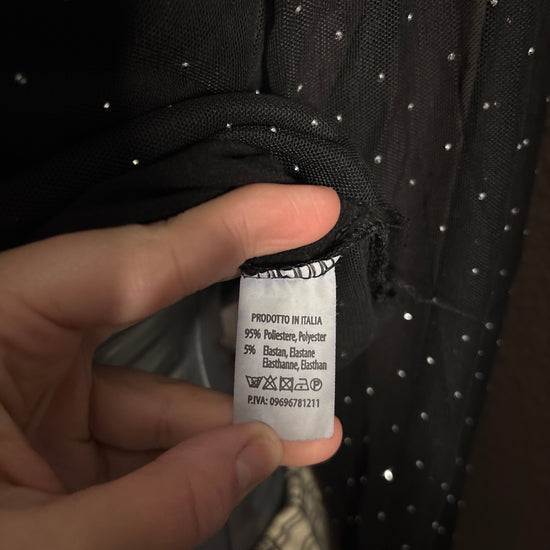 PRODOTTO IN ITALIA
95% Poliestere, Polyester
5% Elastan, Elastane
Elasthanne, Elasthan
P
P.IVA: 09696781211